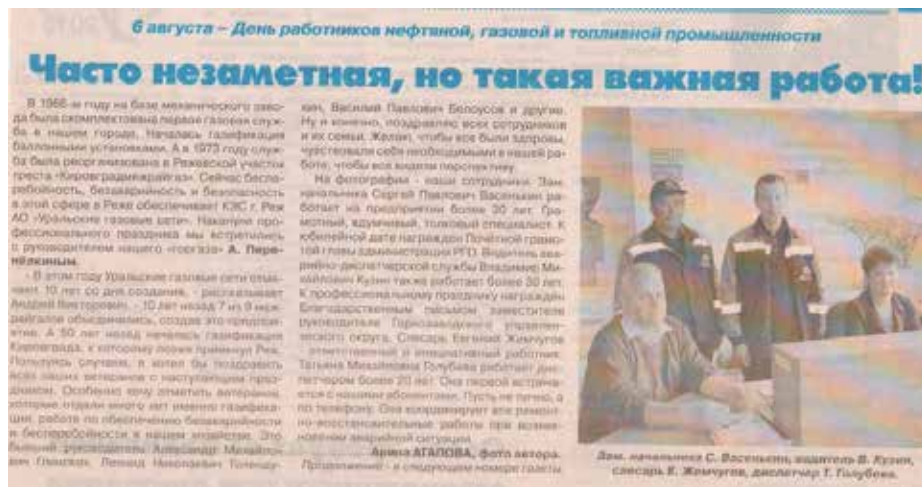 6 августа – День работников нефтяной, газовой и топливной промышленности
Часто незаметная, но такая важная работа!
В 1966-м году на базе механического заво-
да была скомплектована первая газовая служ-
ба в нашем городе. Началась газификация
баллонными установками. А в 1973 году служ-
ба была реорганизована в Режевской участок
треста «Кировградмежрайгаз». Сейчас беспе-
ребойность, безаварийность и безопасность
в этой сфере в Реже обеспечивает КЭС г. Реж
АО «Уральские газовые сети». Накануне про-
фессионального праздника мы встретились
с руководителем нашего «горгаза» А. Пере-
пёлкиным.
- В этом году Уральские газовые сети отме-
чают 10 лет со дня создания, - рассказывает
Андрей Викторович. - 10 лет назад 7 из 9 меж-
райгазов объединились, создав это предпри-
ятие. А 50 лет назад началась газификация
Кировграда, к которому позже примкнул Реж.
Пользуясь случаем, я хотел бы поздравить
всех наших ветеранов с наступающим праз-
дником. Особенно хочу отметить ветеранов,
которые отдали много лет именно газифика-
ции, работе по обеспечению безаварийности
и бесперебойности в нашем хозяйстве. Это
бывший руководитель Александр Михайло-
вич Леонид Николаевич
кин, Василий Павлович Белоусов и другие.
Ну и конечно, поздравляю всех сотрудников
и их семьи. Желаю, чтобы все были здоровы,
чувствовали себя необходимыми в нашей ра-
боте, чтобы все видели перспективу.
На фотографии - наши сотрудники. Зам.
начальника Сергей Павлович Васенькин ра-
ботает на предприятии более 30 лет. Гра-
мотный, вдумчивый, толковый специалист. К
юбилейной дате награжден Почётной грамо-
той главы администрации РГО. Водитель ава-
рийно-диспетчерской службы Владимир Ми-
хайлович Кузин также работает более 30 лет.
К профессиональному празднику награждён
Благодарственным письмом заместителя
руководителя Горнозаводского управлен-
ческого округа. Слесарь Евгений Жемчугов
- ответственный и инициативный работник.
Татьяна Михайловна Голубева работает дис-
петчером более 20 лет. Она первой встреча-
ется с нашими абонентами. Пусть не лично, а
по телефону. Она координирует все ремонт-
но-восстановительные работы при возник-
новении аварийной ситуации.
Арина АГАПОВА, фото автора.
Продолжение - в следующем номере газеты.
Зам. начальника С. Васенькин, водитель В. Кузин,
слесарь Е. Жемчугов, диспетчер Т. Голубева.